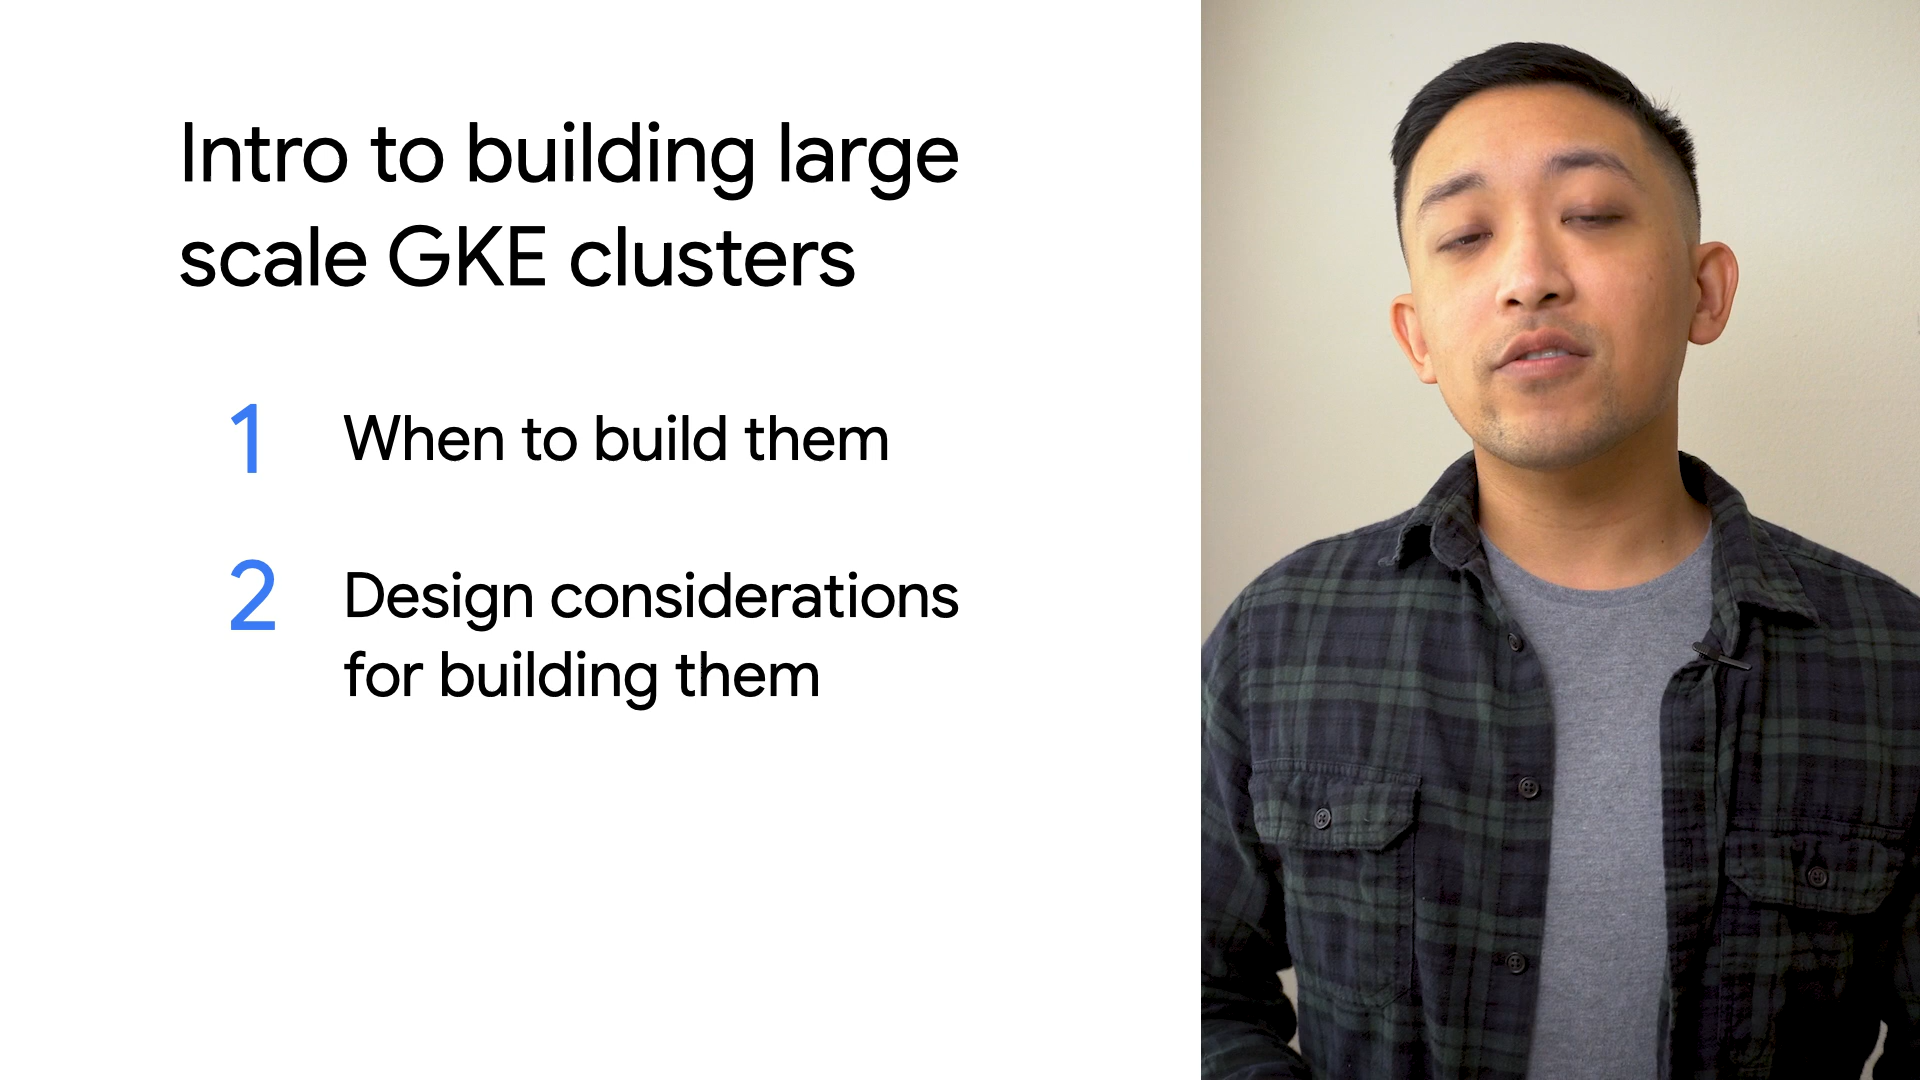 Intro to building large
scale GKE clusters
1 When to build them
2 Design considerations
for building them